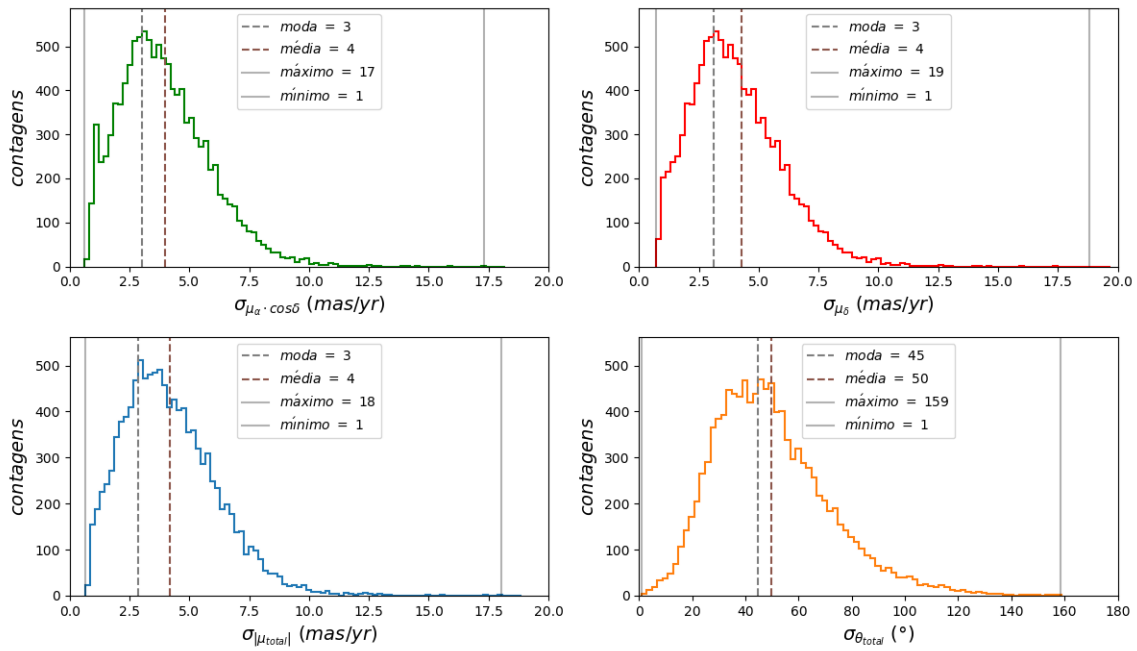 500
400
300
200
100
0
contagens
moda = 3
média = 4
máximo = 17
mínimo = 1
0.0 2.5 5.0 7.5 10.0 12.5 15.0 17.5 20.0
σμα·cosδ (mas/yr)
500
400
300
200
100
0
contagens
moda = 3
média = 4
máximo = 19
mínimo = 1
0.0 2.5 5.0 7.5 10.0 12.5 15.0 17.5 20.0
σμδ (mas/yr)
500
400
300
200
100
0
contagens
moda = 3
média = 4
máximo = 18
mínimo = 1
0.0 2.5 5.0 7.5 10.0 12.5 15.0 17.5 20.0
σ|μtotal| (mas/yr)
500
400
300
200
100
0
contagens
moda = 45
média = 50
máximo = 159
mínimo = 1
0 20 40 60 80 100 120 140 160 180
σθtotal (°)